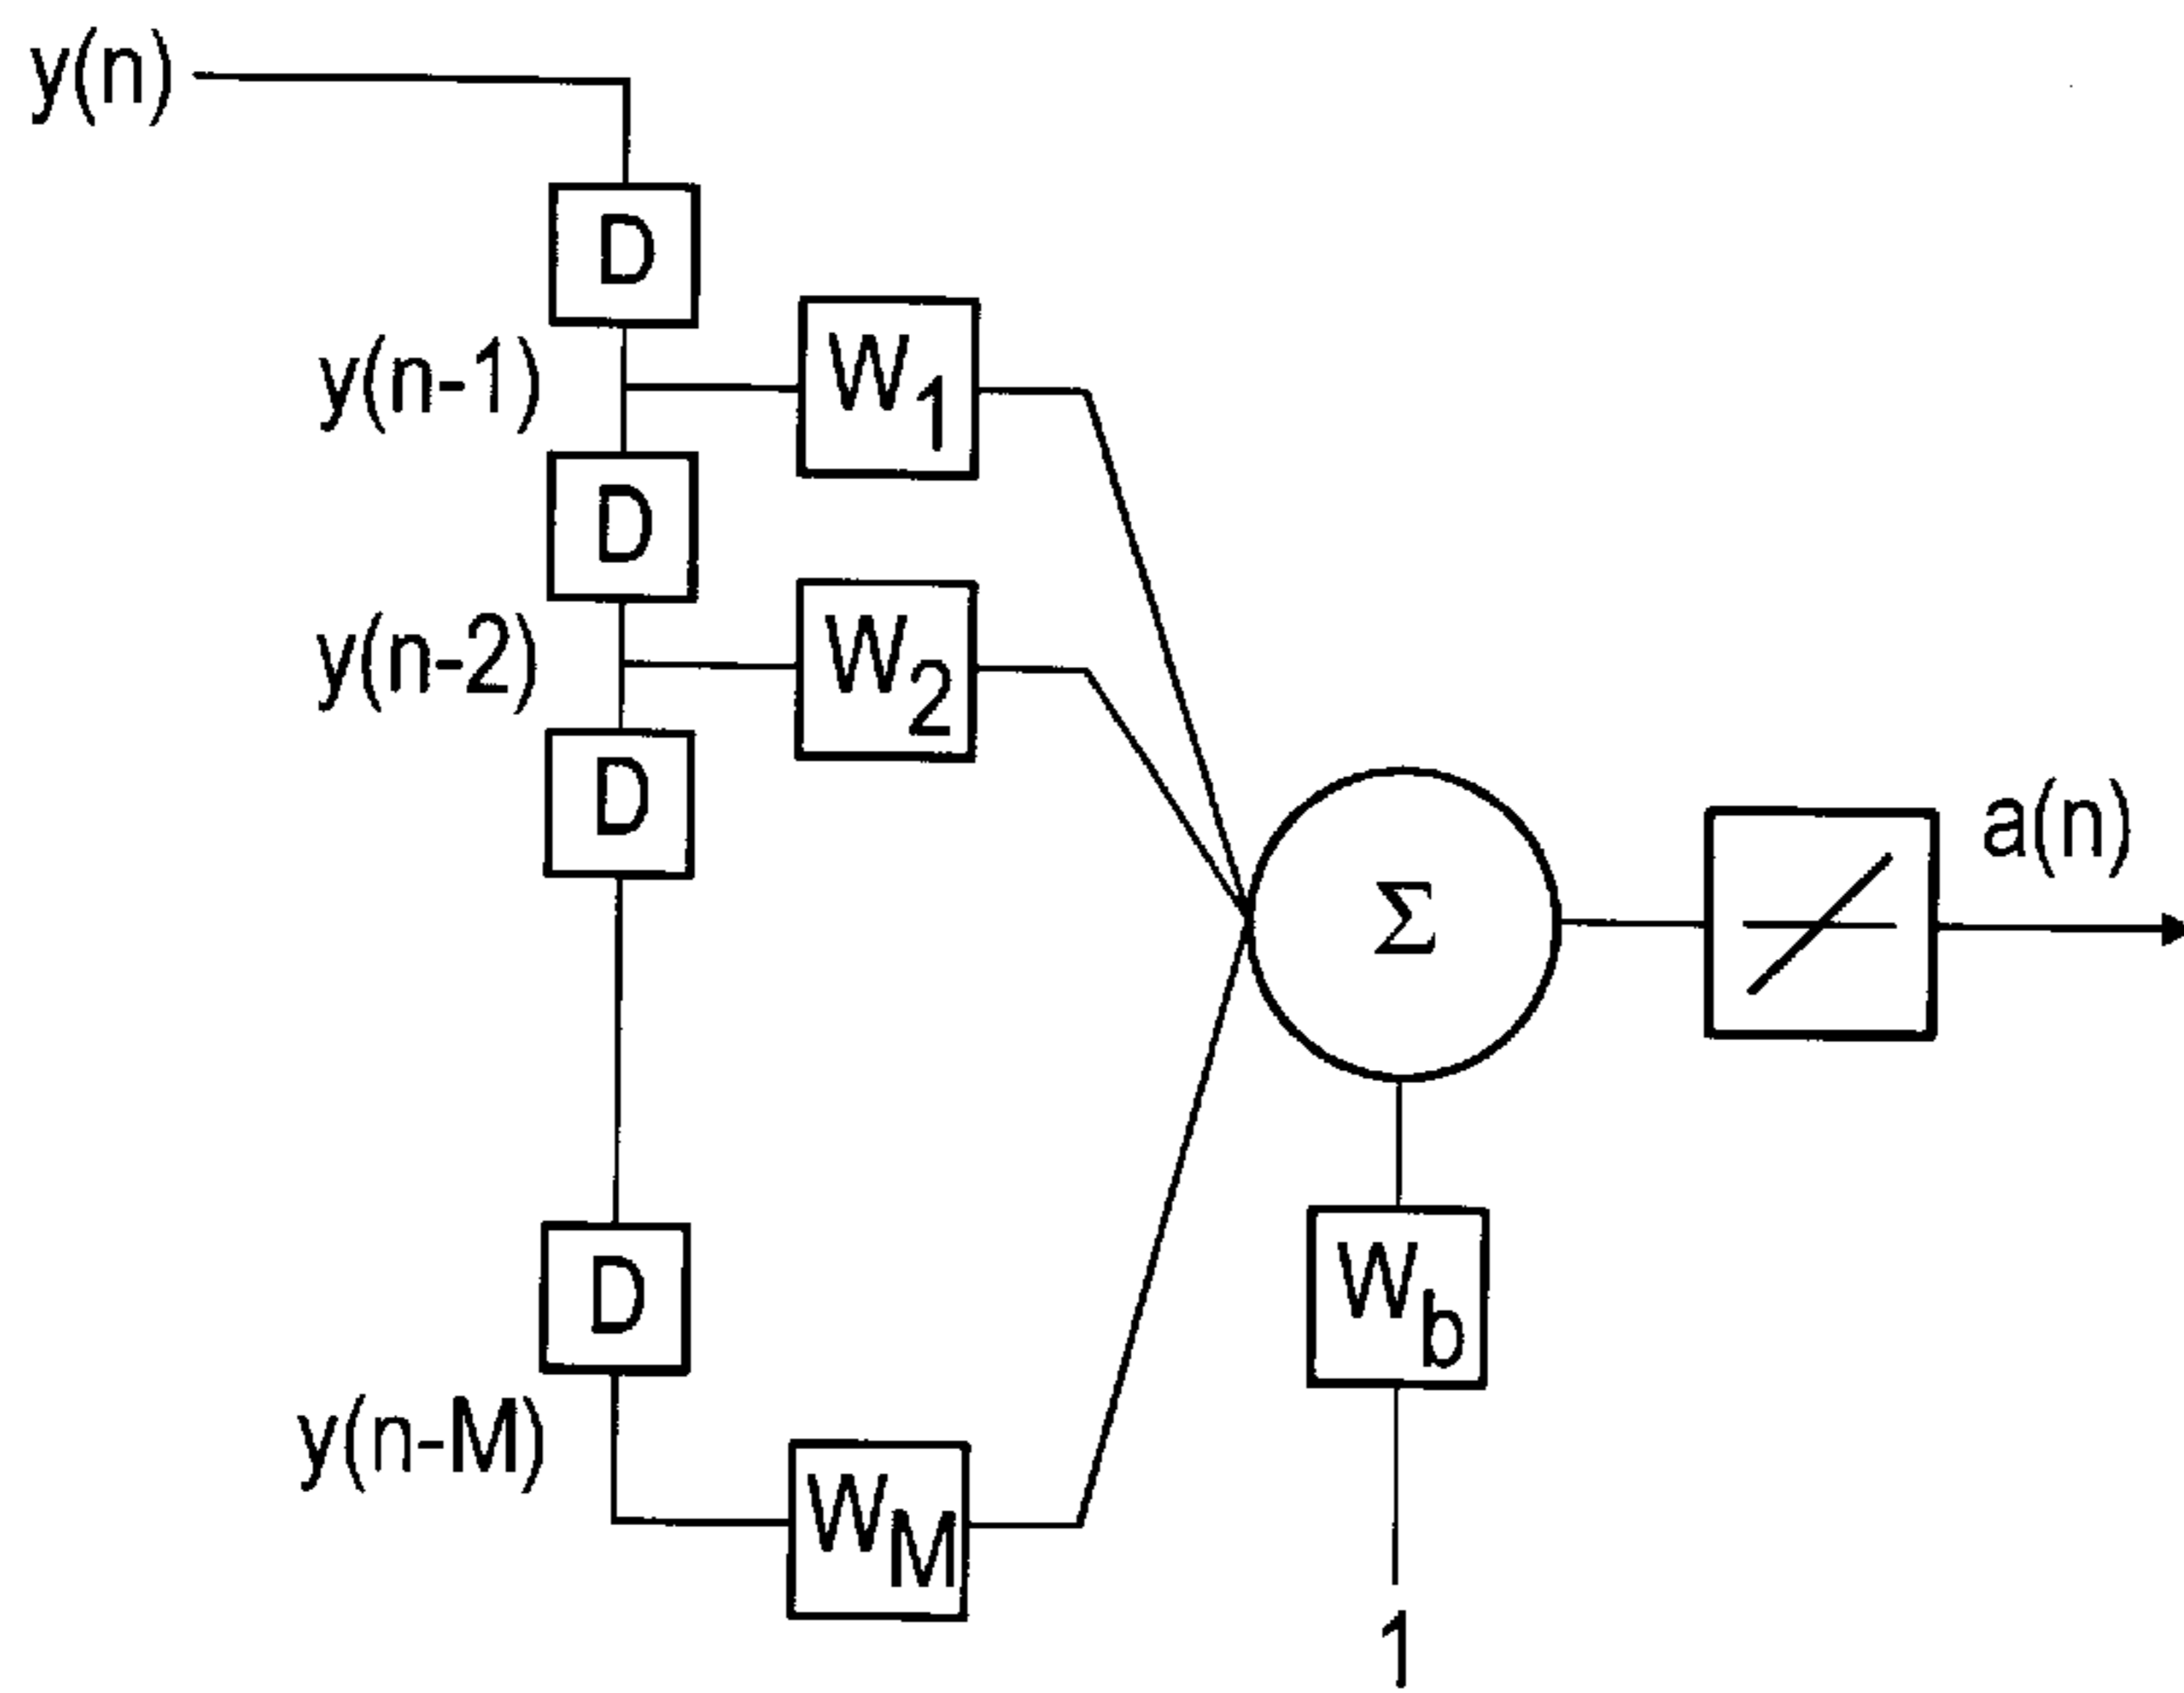 y(n)
D
y(n-1)
W1
D
y(n-2)
W2
D
Σ
a(n)
D
Wb
y(n-M)
WM
1